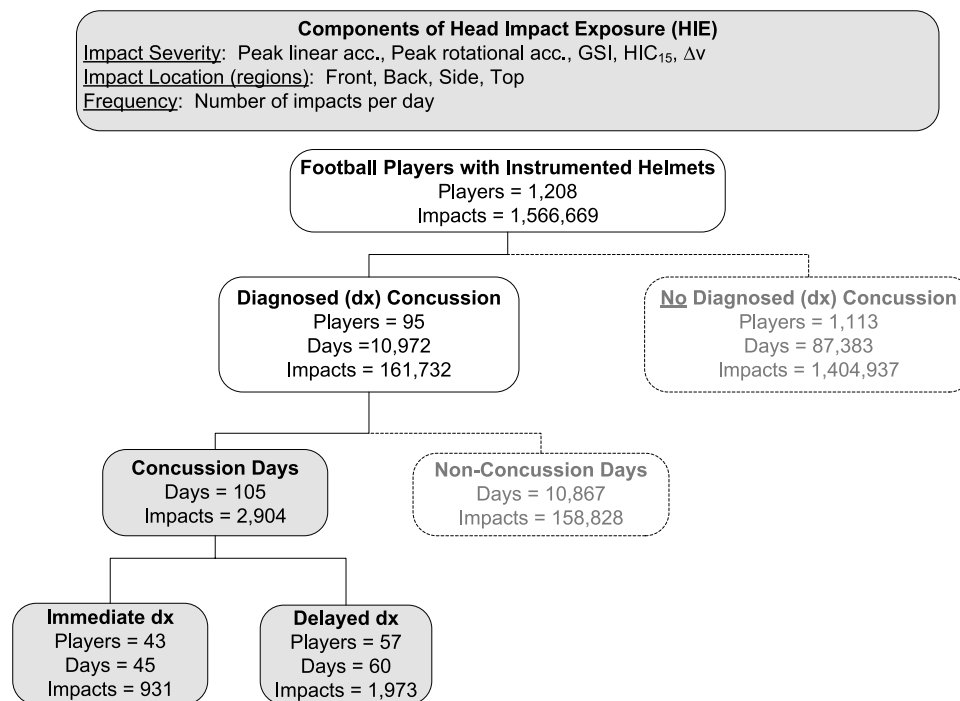 Components of Head Impact Exposure (HIE)
Impact Severity: Peak linear acc., Peak rotational acc., GSI, HIC₁₅, Δv
Impact Location (regions): Front, Back, Side, Top
Frequency: Number of impacts per day
Football Players with Instrumented Helmets
Players = 1,208
Impacts = 1,566,669
Diagnosed (dx) Concussion
Players = 95
Days =10,972
Impacts = 161,732
No Diagnosed (dx) Concussion
Players = 1,113
Days = 87,383
Impacts = 1,404,937
Concussion Days
Days = 105
Impacts = 2,904
Non-Concussion Days
Days = 10,867
Impacts = 158,828
Immediate dx
Players = 43
Days = 45
Impacts = 931
Delayed dx
Players = 57
Days = 60
Impacts = 1,973